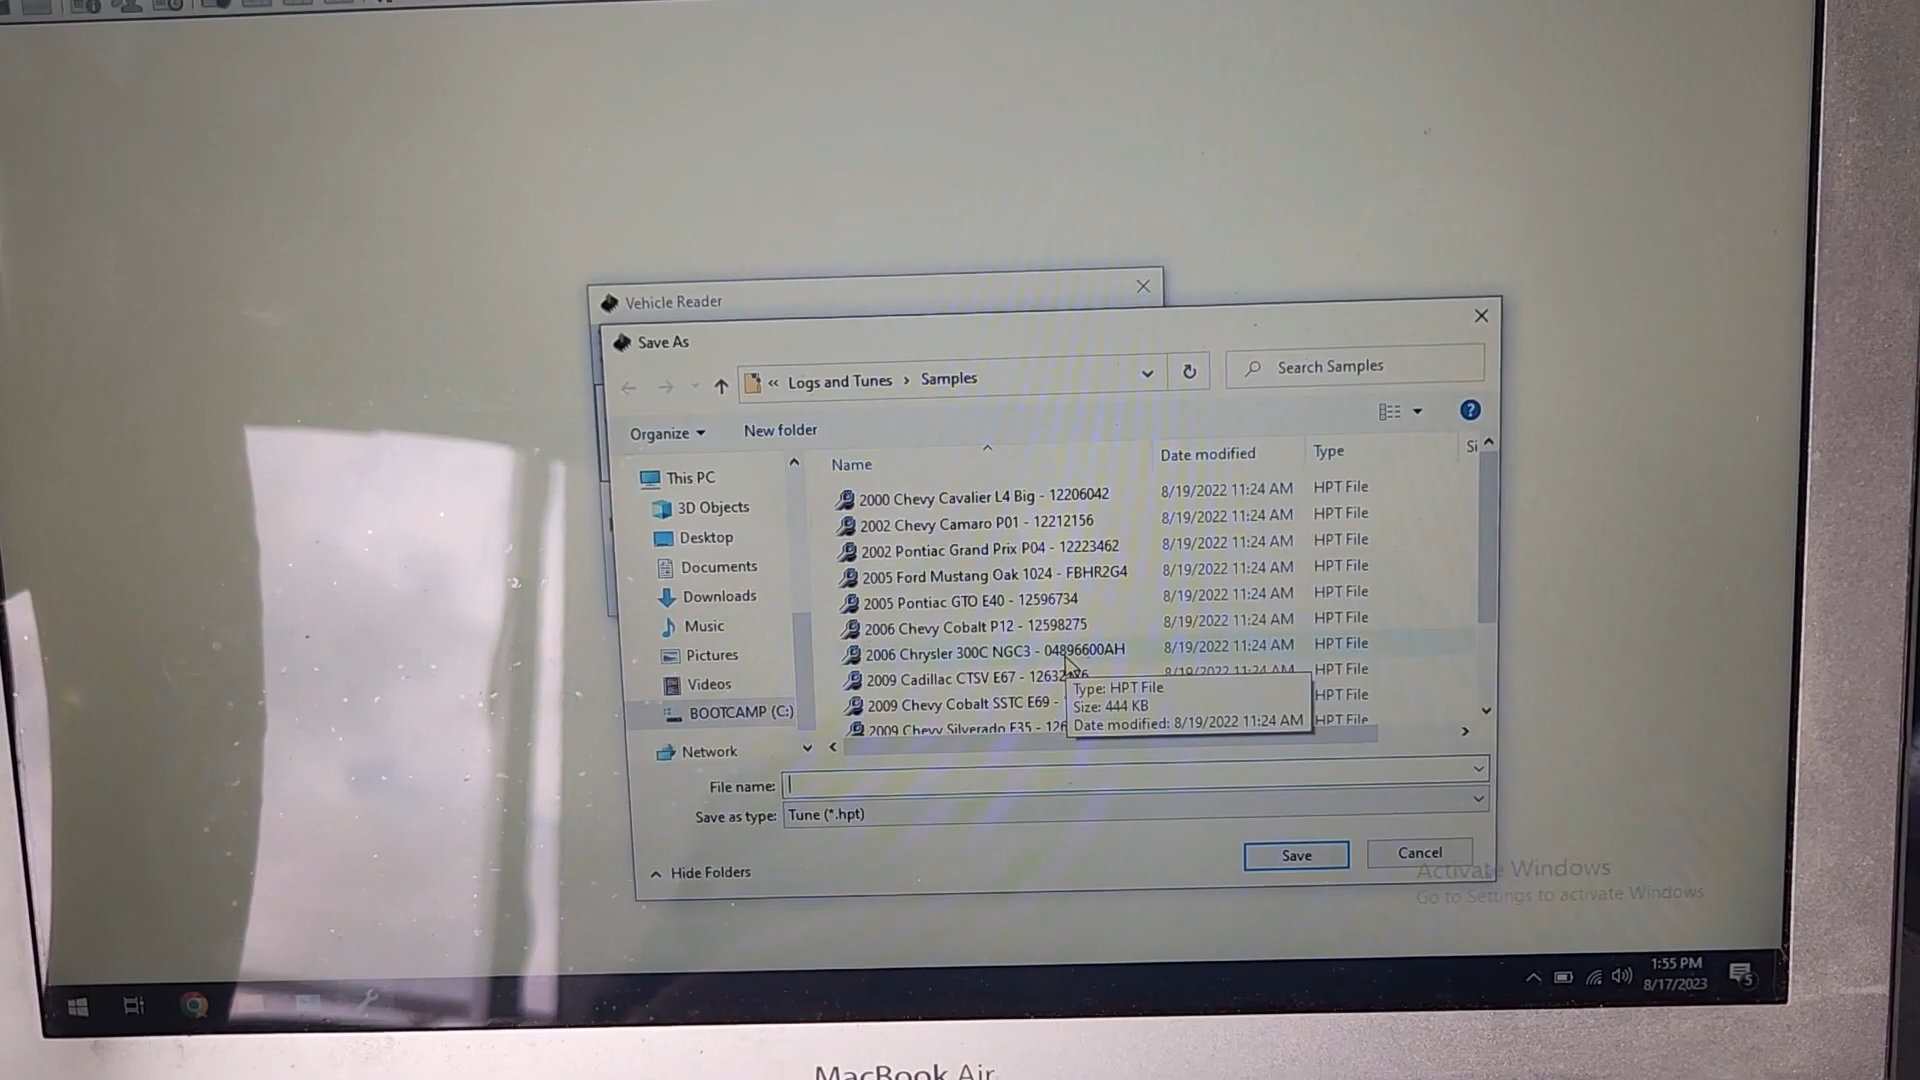 Vehicle Reader
Save As
« Logs and Tunes › Samples
Search Samples
Organize
New folder
This PC
3D Objects
Desktop
Documents
Downloads
Music
Pictures
Videos
BOOTCAMP (C:)
Network
Name Date modified Type Si
2000 Chevy Cavalier L4 Big - 12206042 8/19/2022 11:24 AM HPT File
2002 Chevy Camaro P01 - 12212156 8/19/2022 11:24 AM HPT File
2002 Pontiac Grand Prix P04 - 12223462 8/19/2022 11:24 AM HPT File
2005 Ford Mustang Oak 1024 - FBHR2G4 8/19/2022 11:24 AM HPT File
2005 Pontiac GTO E40 - 12596734 8/19/2022 11:24 AM HPT File
2006 Chevy Cobalt P12 - 12598275 8/19/2022 11:24 AM HPT File
2006 Chrysler 300C NGC3 - 04896600AH 8/19/2022 11:24 AM HPT File
2009 Cadillac CTSV E67 - 8/19/2022 11:24 AM HPT File
2009 Chevy Cobalt SSTC E69 - HPT File
2009 Chevy Silverado E35 - 126 HPT File
Type: HPT File
Size: 444 KB
Date modified: 8/19/2022 11:24 AM
File name:
Save as type: Tune (*.hpt)
Hide Folders
Save
Cancel
Activate Windows
Go to Settings to activate Windows
1:55 PM
8/17/2023
5
MacBook Air